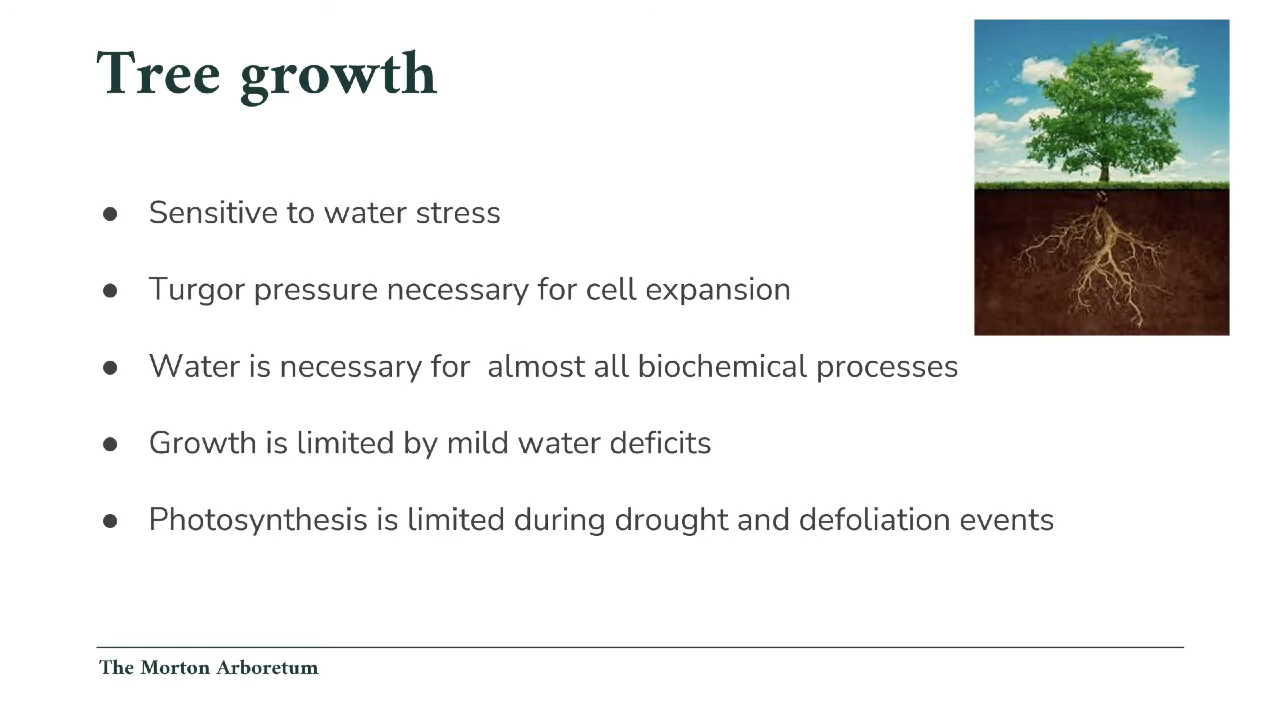 Tree growth
● Sensitive to water stress
● Turgor pressure necessary for cell expansion
● Water is necessary for  almost all biochemical processes
● Growth is limited by mild water deficits
● Photosynthesis is limited during drought and defoliation events
The Morton Arboretum